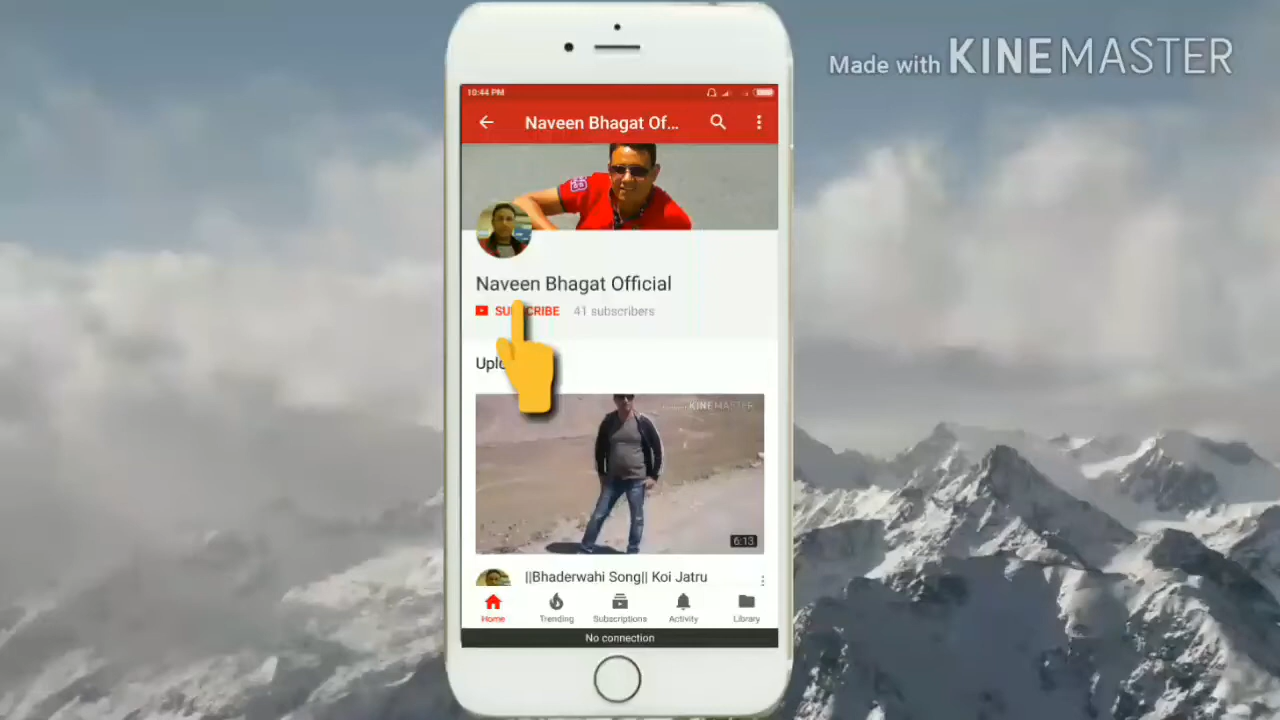 Made with KINEMASTER
10:44 PM
Naveen Bhagat Of...
Naveen Bhagat Official
SUBSCRIBE 41 subscribers
KINEMASTER
6:13
||Bhaderwahi Song|| Koi Jatru
Home Trending Subscriptions Activity Library
No connection